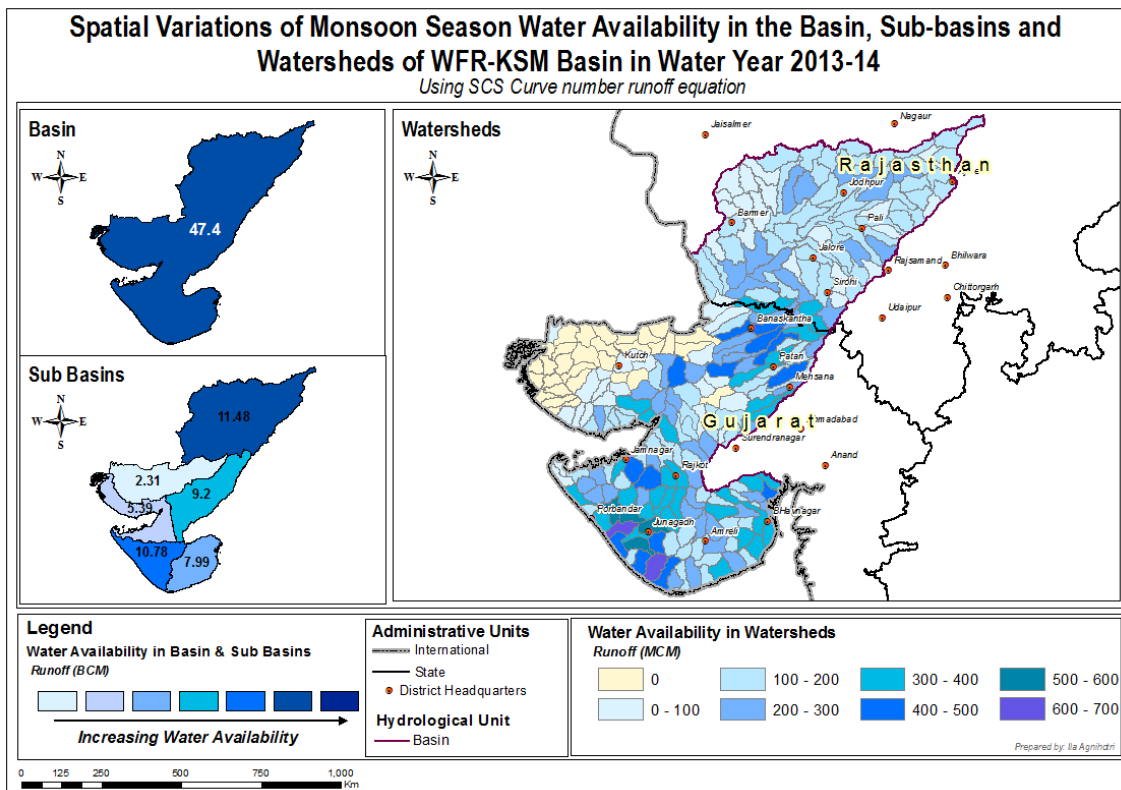 Spatial Variations of Monsoon Season Water Availability in the Basin, Sub-basins and
Watersheds of WFR-KSM Basin in Water Year 2013-14
Using SCS Curve number runoff equation
Basin
N
W E
S
47.4
Sub Basins
N
W E
S
11.48
2.31
9.2
5.39
10.78
7.99
Watersheds
N
W E
S
Jaisalmer
Nagaur
Rajasthan
Jodhpur
Barmer
Pali
Jalore
Bhilwara
Rajsamand
Sirohi
Chittorgarh
Udaipur
Banaskantha
Kutch
Patan
Mehsana
Gujarat
Surendranagar
Anand
Jamnagar
Rajkot
Porbandar
Junagadh
Bhavnagar
Amreli
Legend
Water Availability in Basin & Sub Basins
Runoff (BCM)
Increasing Water Availability
Administrative Units
International
State
District Headquarters
Hydrological Unit
Basin
Water Availability in Watersheds
Runoff (MCM)
0 100 - 200 300 - 400 500 - 600
0 - 100 200 - 300 400 - 500 600 - 700
Prepared by: Ila Agnihotri
0 125 250 500 750 1,000
Km